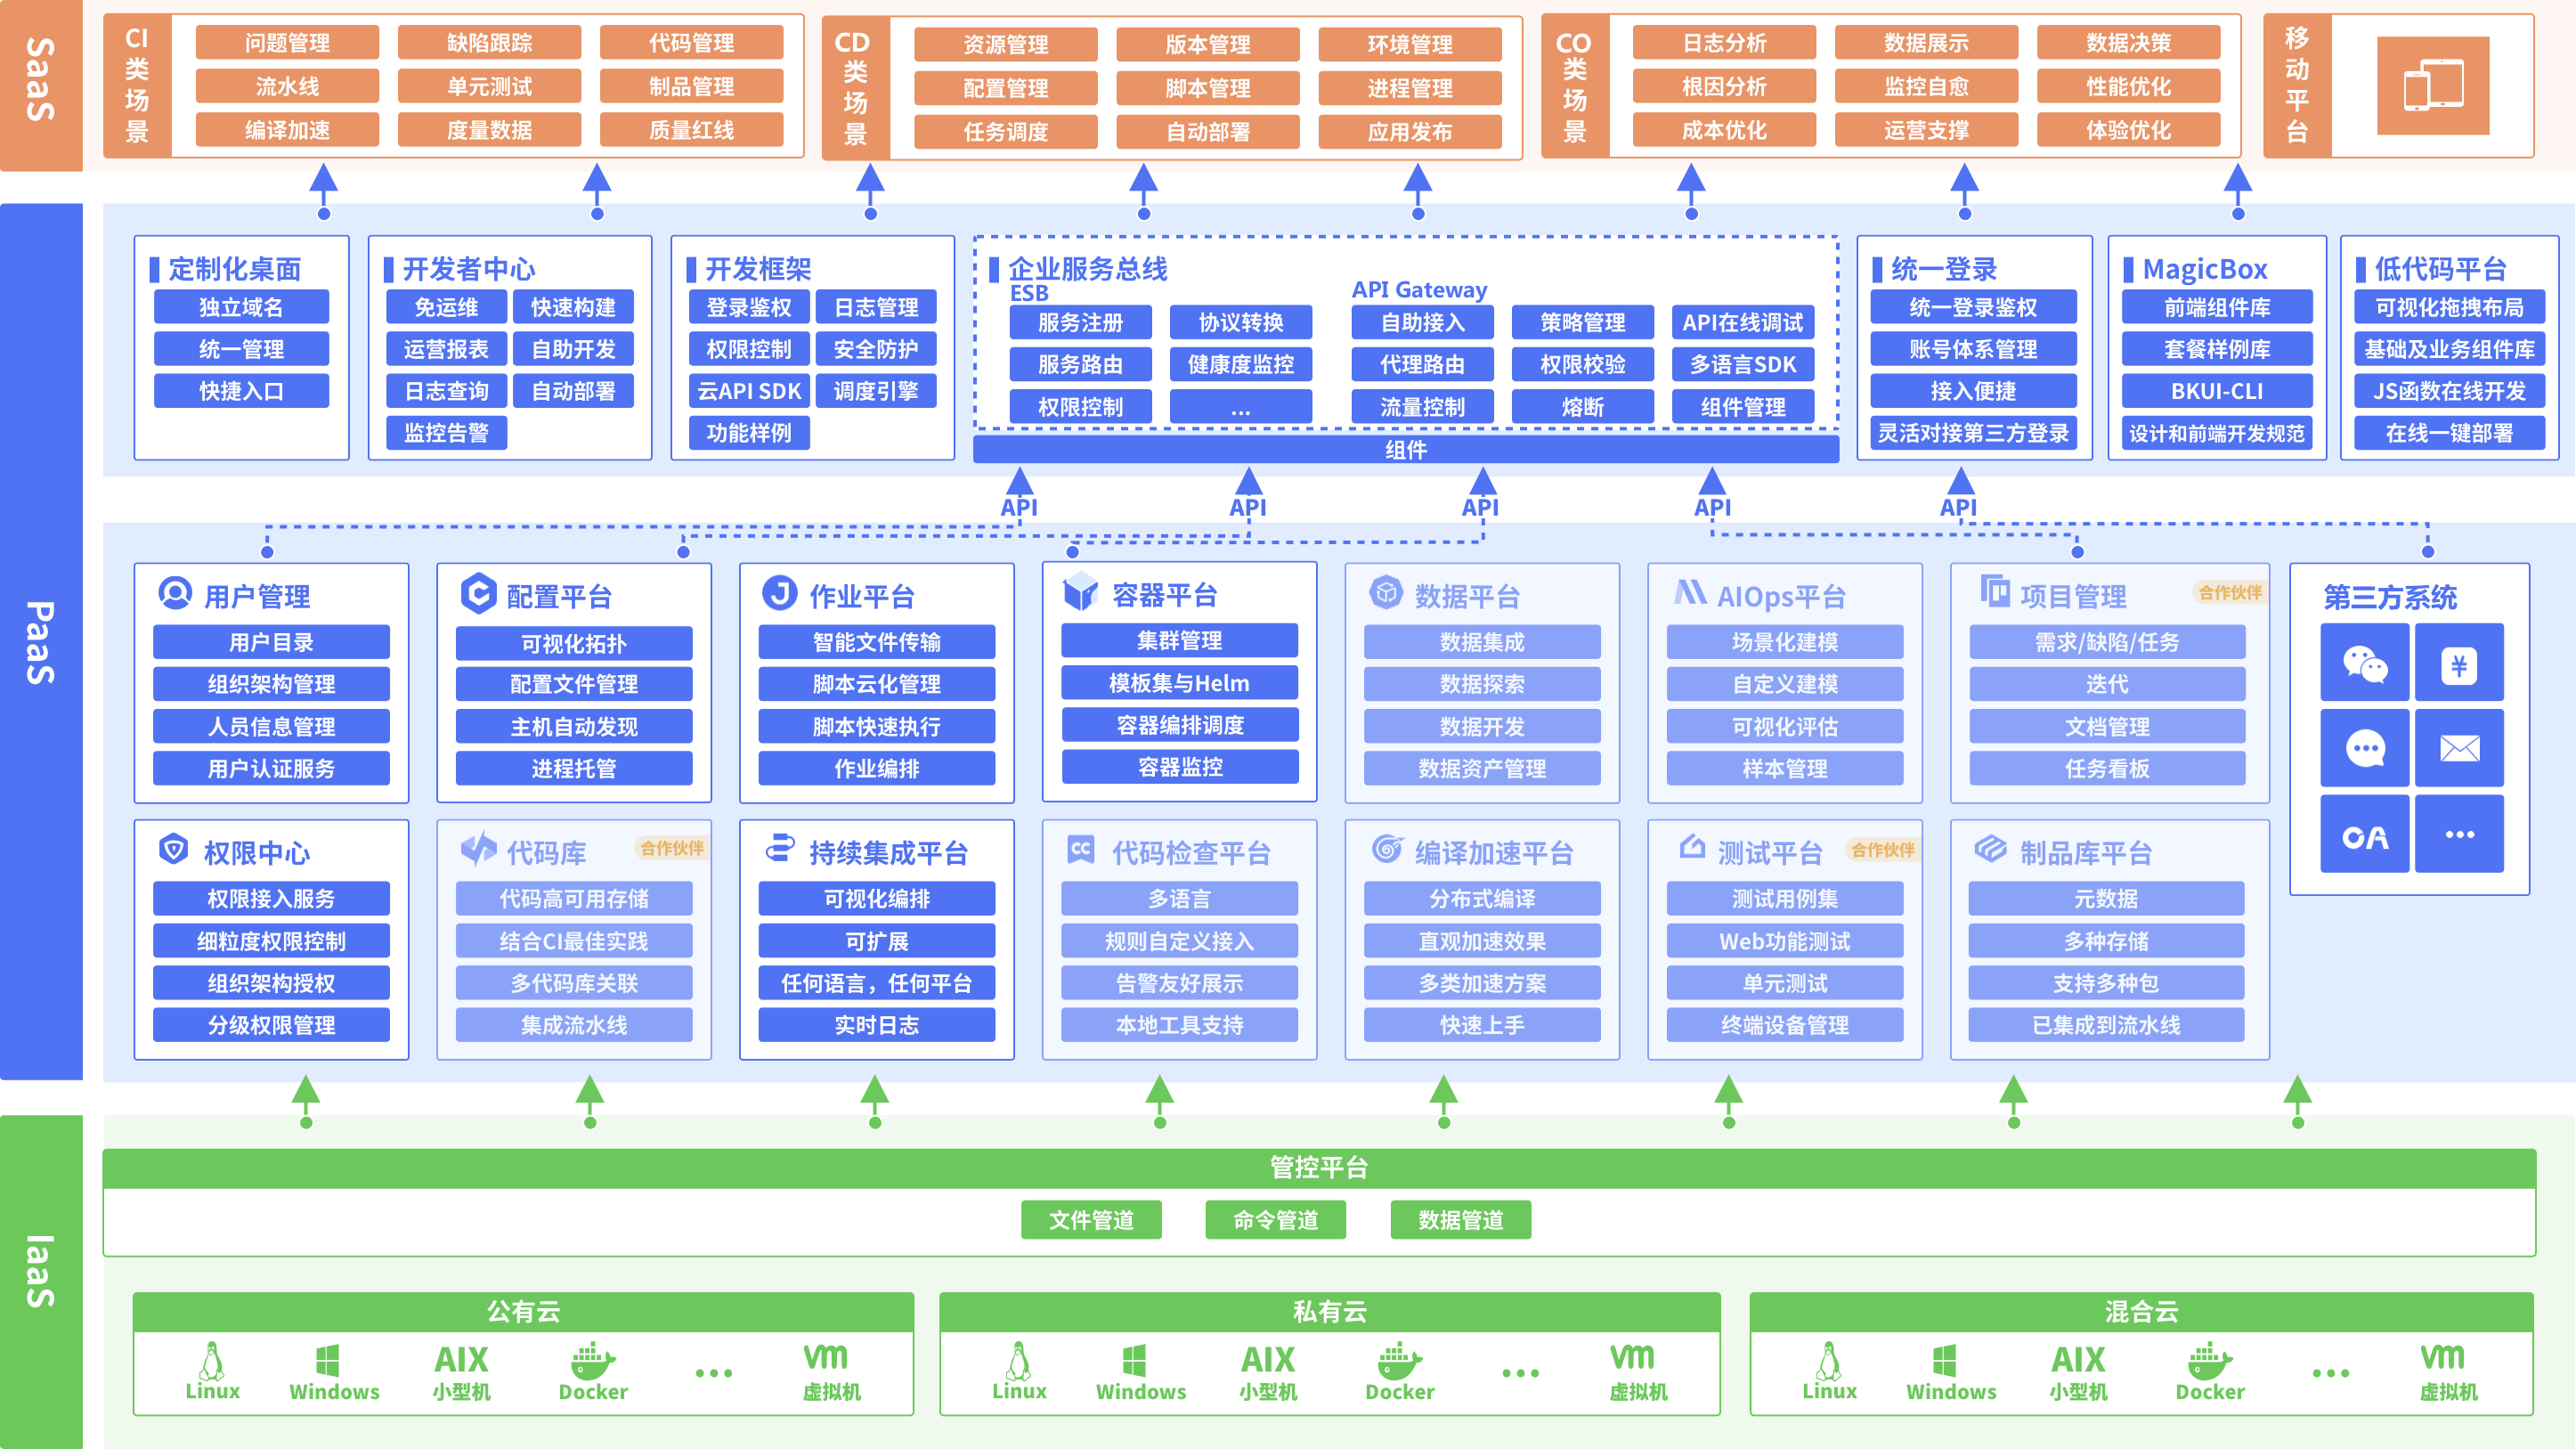 SaaS
CI类场景
问题管理 缺陷跟踪 代码管理
流水线 单元测试 制品管理
编译加速 度量数据 质量红线
CD类场景
资源管理 版本管理 环境管理
配置管理 脚本管理 进程管理
任务调度 自动部署 应用发布
CO类场景
日志分析 数据展示 数据决策
根因分析 监控自愈 性能优化
成本优化 运营支撑 体验优化
移动平台
PaaS
定制化桌面
独立域名
统一管理
快捷入口
开发者中心
免运维 快速构建
运营报表 自助开发
日志查询 自动部署
监控告警
开发框架
登录鉴权 日志管理
权限控制 安全防护
云API SDK 调度引擎
功能样例
企业服务总线
ESB
服务注册 协议转换
服务路由 健康度监控
权限控制 ...
API Gateway
自助接入 策略管理 API在线调试
代理路由 权限校验 多语言SDK
流量控制 熔断 组件管理
组件
统一登录
统一登录鉴权
账号体系管理
接入便捷
灵活对接第三方登录
MagicBox
前端组件库
套餐样例库
BKUI-CLI
设计和前端开发规范
低代码平台
可视化拖拽布局
基础及业务组件库
JS函数在线开发
在线一键部署
API API API API API
用户管理
用户目录
组织架构管理
人员信息管理
用户认证服务
配置平台
可视化拓扑
配置文件管理
主机自动发现
进程托管
作业平台
智能文件传输
脚本云化管理
脚本快速执行
作业编排
容器平台
集群管理
模板集与Helm
容器编排调度
容器监控
数据平台
数据集成
数据探索
数据开发
数据资产管理
AIOps平台
场景化建模
自定义建模
可视化评估
样本管理
项目管理 合作伙伴
需求/缺陷/任务
迭代
文档管理
任务看板
第三方系统
¥
OA ...
权限中心
权限接入服务
细粒度权限控制
组织架构授权
分级权限管理
代码库 合作伙伴
代码高可用存储
结合CI最佳实践
多代码库关联
集成流水线
持续集成平台
可视化编排
可扩展
任何语言，任何平台
实时日志
CC 代码检查平台
多语言
规则自定义接入
告警友好展示
本地工具支持
编译加速平台
分布式编译
直观加速效果
多类加速方案
快速上手
测试平台 合作伙伴
测试用例集
Web功能测试
单元测试
终端设备管理
制品库平台
元数据
多种存储
支持多种包
已集成到流水线
IaaS
管控平台
文件管道 命令管道 数据管道
公有云
AIX ... vm
Linux Windows 小型机 Docker 虚拟机
私有云
AIX ... vm
Linux Windows 小型机 Docker 虚拟机
混合云
AIX ... vm
Linux Windows 小型机 Docker 虚拟机